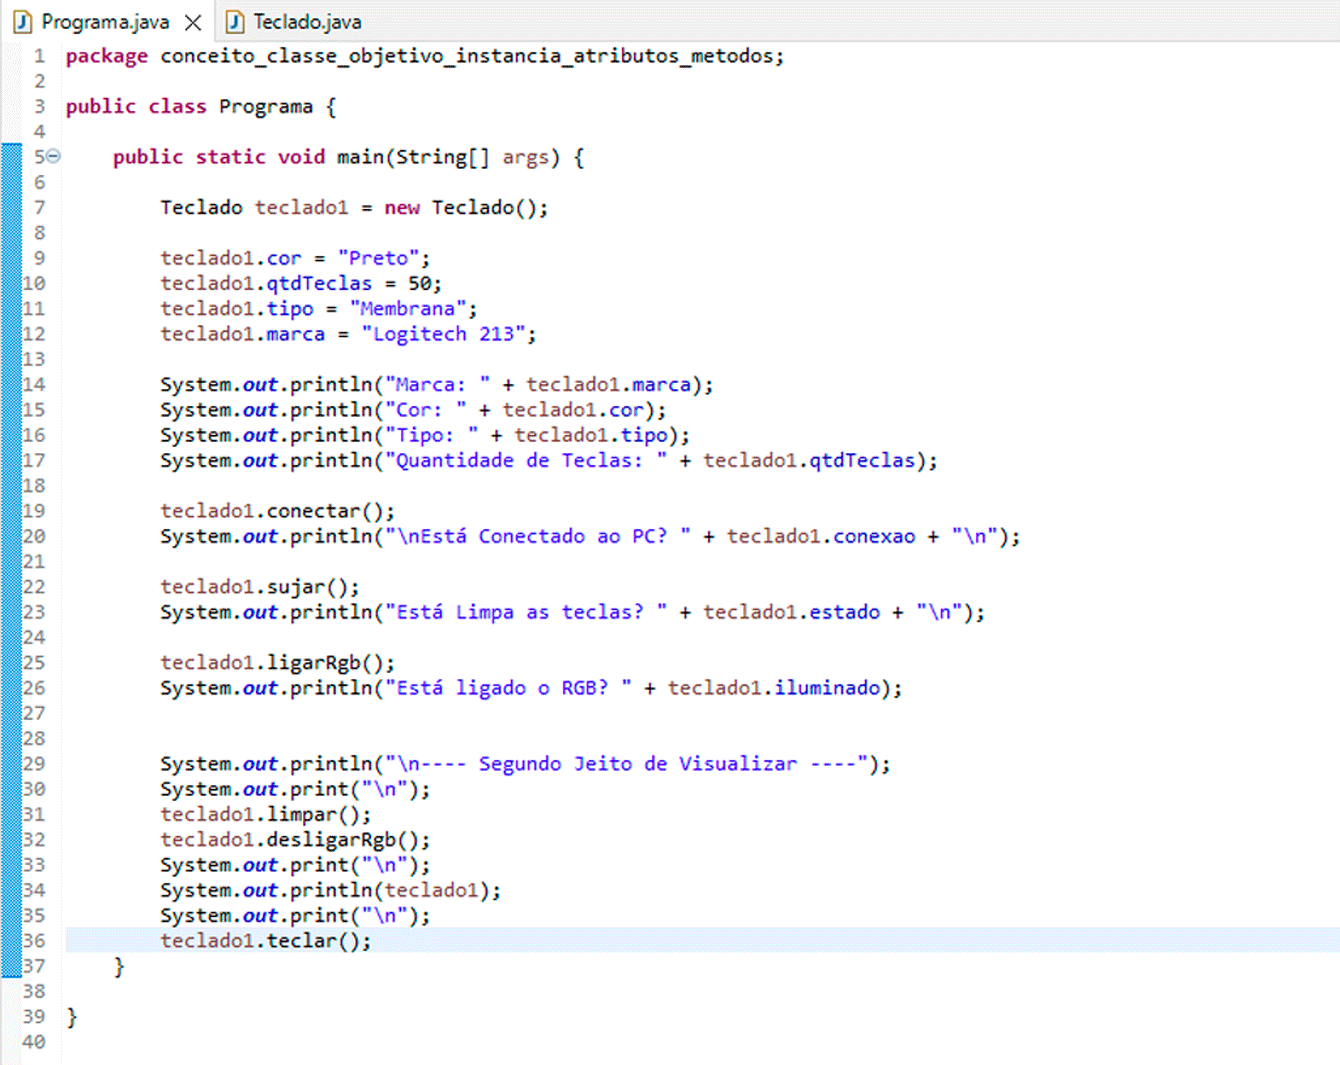 Programa.java
Teclado.java
1 package conceito_classe_objetivo_instancia_atributos_metodos;
2
3 public class Programa {
4
5     public static void main(String[] args) {
6
7         Teclado teclado1 = new Teclado();
8
9         teclado1.cor = "Preto";
10         teclado1.qtdTeclas = 50;
11         teclado1.tipo = "Membrana";
12         teclado1.marca = "Logitech 213";
13
14         System.out.println("Marca: " + teclado1.marca);
15         System.out.println("Cor: " + teclado1.cor);
16         System.out.println("Tipo: " + teclado1.tipo);
17         System.out.println("Quantidade de Teclas: " + teclado1.qtdTeclas);
18
19         teclado1.conectar();
20         System.out.println("\nEstá Conectado ao PC? " + teclado1.conexao + "\n");
21
22         teclado1.sujar();
23         System.out.println("Está Limpa as teclas? " + teclado1.estado + "\n");
24
25         teclado1.ligarRgb();
26         System.out.println("Está ligado o RGB? " + teclado1.iluminado);
27
28
29         System.out.println("\n---- Segundo Jeito de Visualizar ----");
30         System.out.print("\n");
31         teclado1.limpar();
32         teclado1.desligarRgb();
33         System.out.print("\n");
34         System.out.println(teclado1);
35         System.out.print("\n");
36         teclado1.teclar();
37     }
38
39 }
40